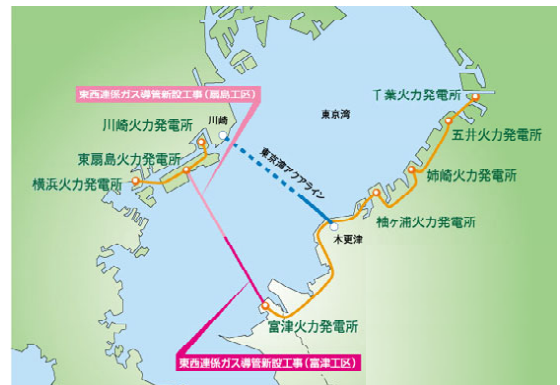 千葉火力発電所
東西連係ガス導管新設工事(扇島工区)
東京湾
川崎
川崎火力発電所
五井火力発電所
東扇島火力発電所
東京湾アクアライン
姉崎火力発電所
横浜火力発電所
袖ヶ浦火力発電所
木更津
富津火力発電所
東西連係ガス導管新設工事(富津工区)